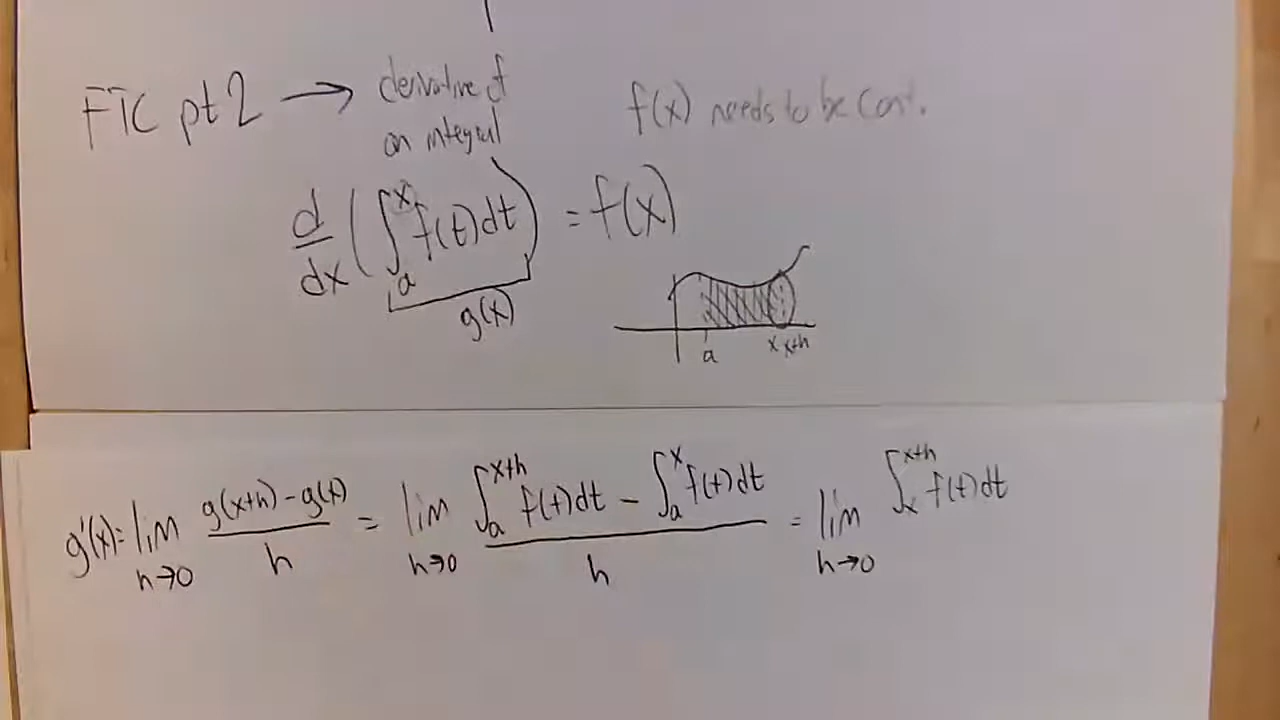 FTC pt 2 → derivative of
an integral
f(x) needs to be cont.
d/dx (∫_a^x f(t)dt) = f(x)
g(x)
a x x+h
g'(x) = lim_{h→0} (g(x+h) - g(x))/h = lim_{h→0} (∫_a^{x+h} f(t)dt - ∫_a^x f(t)dt)/h = lim_{h→0} ∫_x^{x+h} f(t)dt